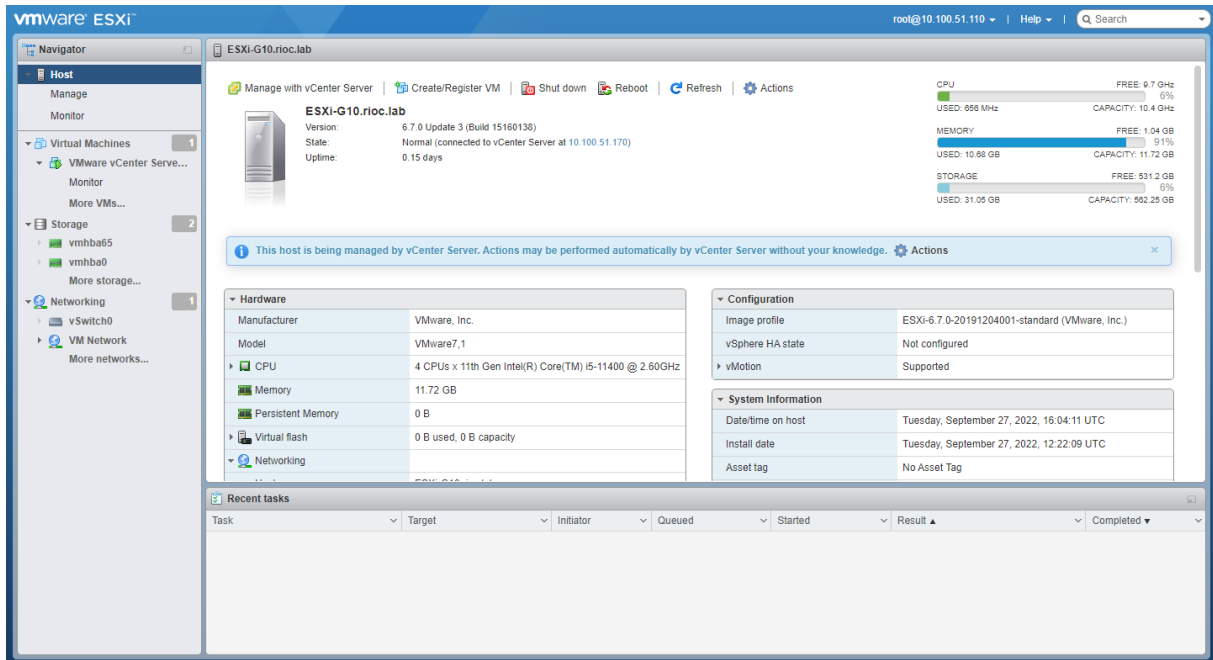 vmware ESXi™
root@10.100.51.110 | Help | Search
Navigator
Host
Manage
Monitor
Virtual Machines 1
VMware vCenter Serve...
Monitor
More VMs...
Storage 2
vmhba65
vmhba0
More storage...
Networking 1
vSwitch0
VM Network
More networks...
ESXi-G10.rioc.lab
Manage with vCenter Server | Create/Register VM | Shut down Reboot | Refresh | Actions
ESXi-G10.rioc.lab
Version: 6.7.0 Update 3 (Build 15160138)
State: Normal (connected to vCenter Server at 10.100.51.170)
Uptime: 0.15 days
CPU FREE: 9.7 GHz
6%
USED: 656 MHz CAPACITY: 10.4 GHz
MEMORY FREE: 1.04 GB
91%
USED: 10.68 GB CAPACITY: 11.72 GB
STORAGE FREE: 531.2 GB
6%
USED: 31.05 GB CAPACITY: 562.25 GB
This host is being managed by vCenter Server. Actions may be performed automatically by vCenter Server without your knowledge. Actions
Hardware
Manufacturer VMware, Inc.
Model VMware7,1
CPU 4 CPUs x 11th Gen Intel(R) Core(TM) i5-11400 @ 2.60GHz
Memory 11.72 GB
Persistent Memory 0 B
Virtual flash 0 B used, 0 B capacity
Networking
Configuration
Image profile ESXi-6.7.0-20191204001-standard (VMware, Inc.)
vSphere HA state Not configured
vMotion Supported
System Information
Date/time on host Tuesday, September 27, 2022, 16:04:11 UTC
Install date Tuesday, September 27, 2022, 12:22:09 UTC
Asset tag No Asset Tag
Recent tasks
Task Target Initiator Queued Started Result Completed